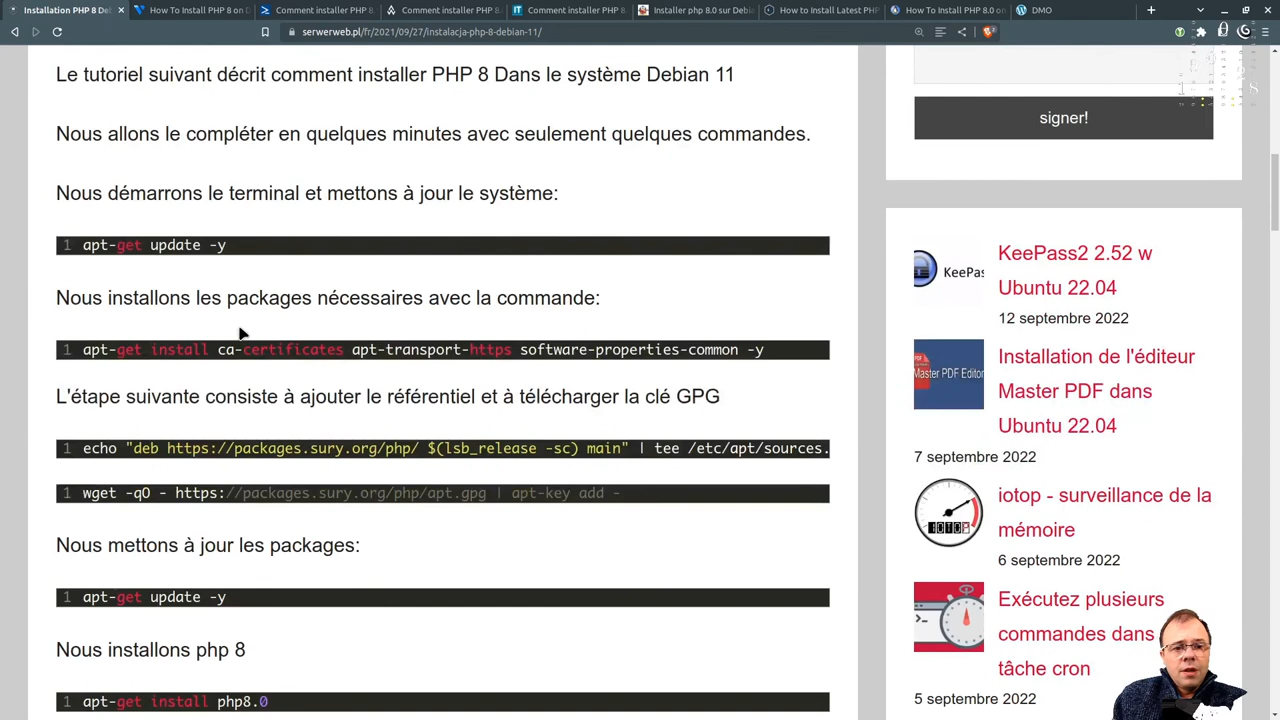 Installation PHP 8 Deb
How To Install PHP 8 on D
Comment installer PHP 8.
Comment installer PHP 8.
Comment installer PHP 8.
Installer php 8.0 sur Debia
How to Install Latest PHP
How To Install PHP 8.0 on
DMO
serwerweb.pl/fr/2021/09/27/instalacja-php-8-debian-11/
Le tutoriel suivant décrit comment installer PHP 8 Dans le système Debian 11
Nous allons le compléter en quelques minutes avec seulement quelques commandes.
Nous démarrons le terminal et mettons à jour le système:
1 apt-get update -y
Nous installons les packages nécessaires avec la commande:
1 apt-get install ca-certificates apt-transport-https software-properties-common -y
L'étape suivante consiste à ajouter le référentiel et à télécharger la clé GPG
1 echo "deb https://packages.sury.org/php/ $(lsb_release -sc) main" | tee /etc/apt/sources.
1 wget -qO - https://packages.sury.org/php/apt.gpg | apt-key add -
Nous mettons à jour les packages:
1 apt-get update -y
Nous installons php 8
1 apt-get install php8.0
signer!
KeePass2 2.52 w
Ubuntu 22.04
12 septembre 2022
Installation de l'éditeur
Master PDF dans
Ubuntu 22.04
7 septembre 2022
iotop - surveillance de la
mémoire
6 septembre 2022
Exécutez plusieurs
commandes dans
tâche cron
5 septembre 2022
KeePas
Master PDF Editor
IOTOP